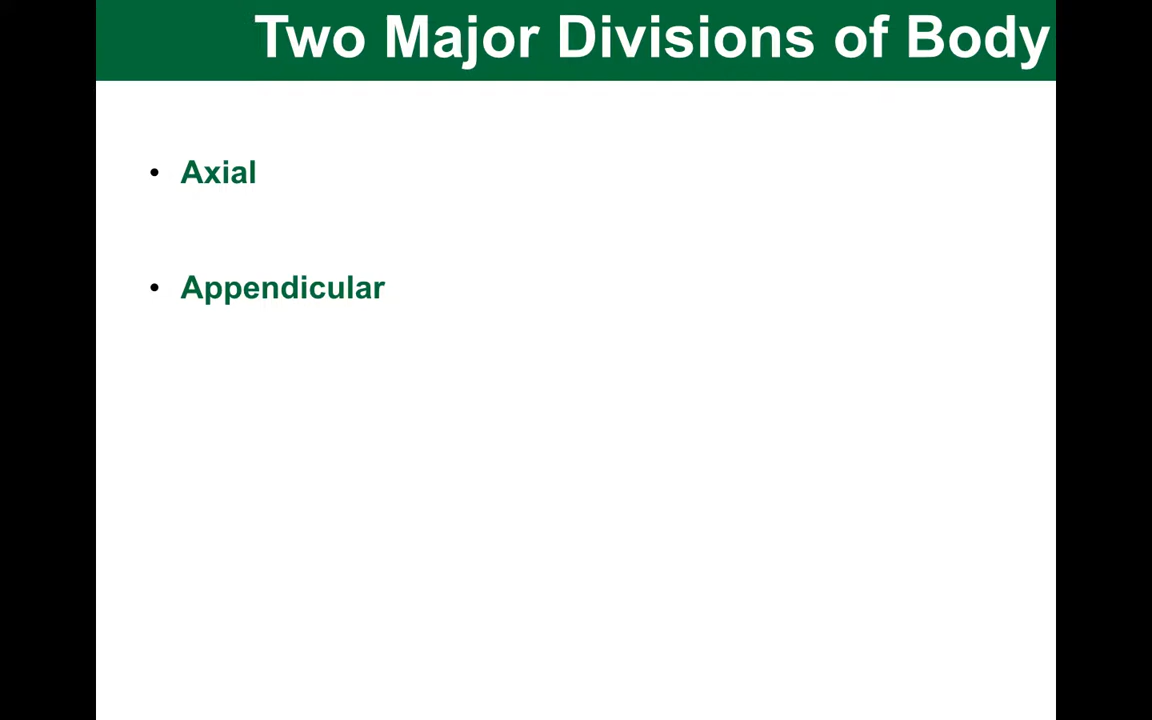 Two Major Divisions of Body
• Axial
• Appendicular